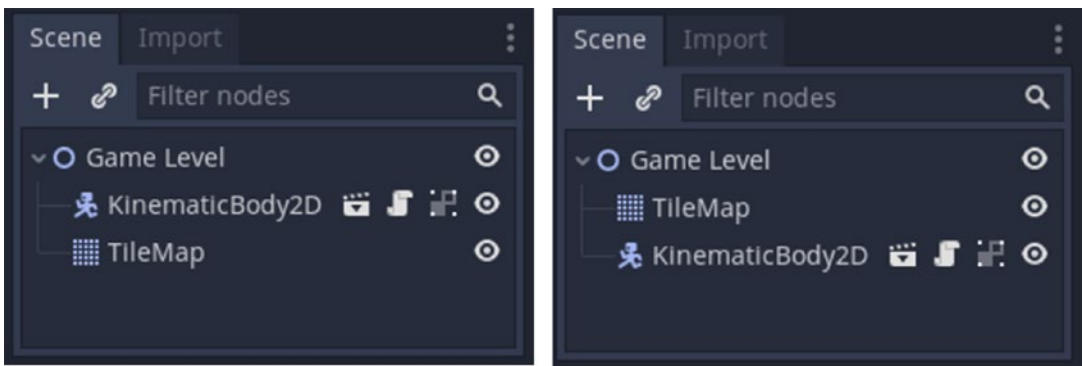 Scene Import
Filter nodes
Game Level
KinematicBody2D
TileMap
Scene Import
Filter nodes
Game Level
TileMap
KinematicBody2D